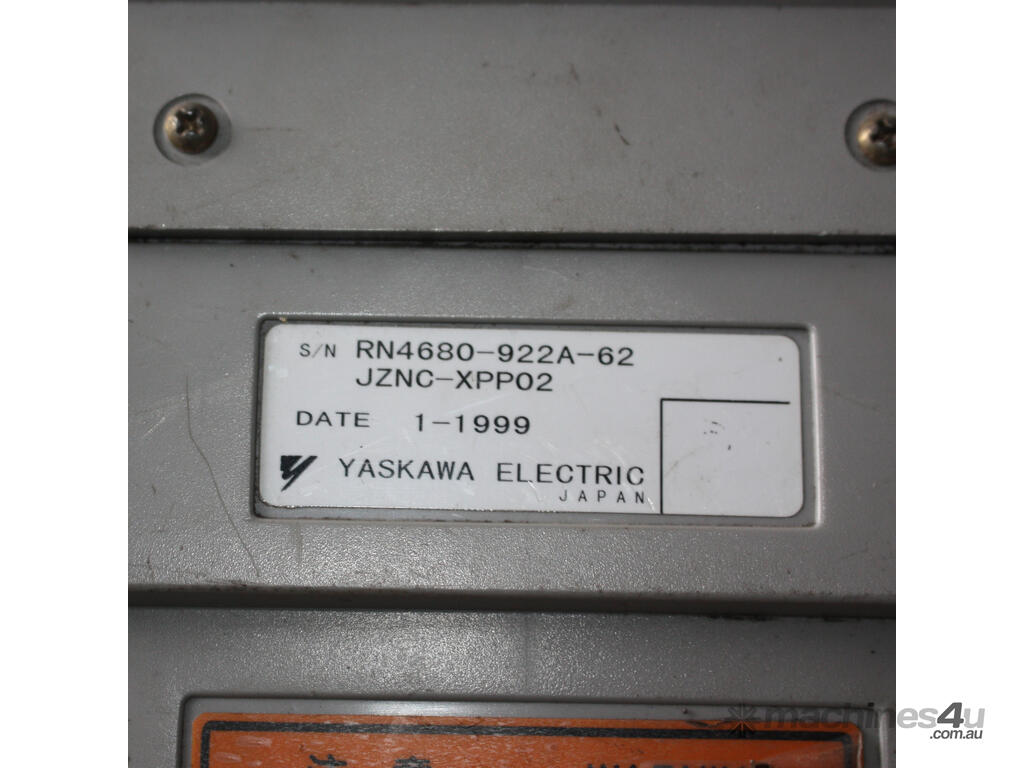 S/N RN4680-922A-62
JZNC-XPP02
DATE 1-1999
YASKAWA ELECTRIC
JAPAN
machines4u
.com.au